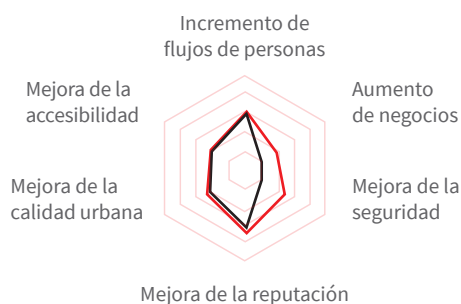 Incremento de
flujos de personas
Mejora de la
accesibilidad
Aumento
de negocios
Mejora de la
calidad urbana
Mejora de la
seguridad
Mejora de la reputación